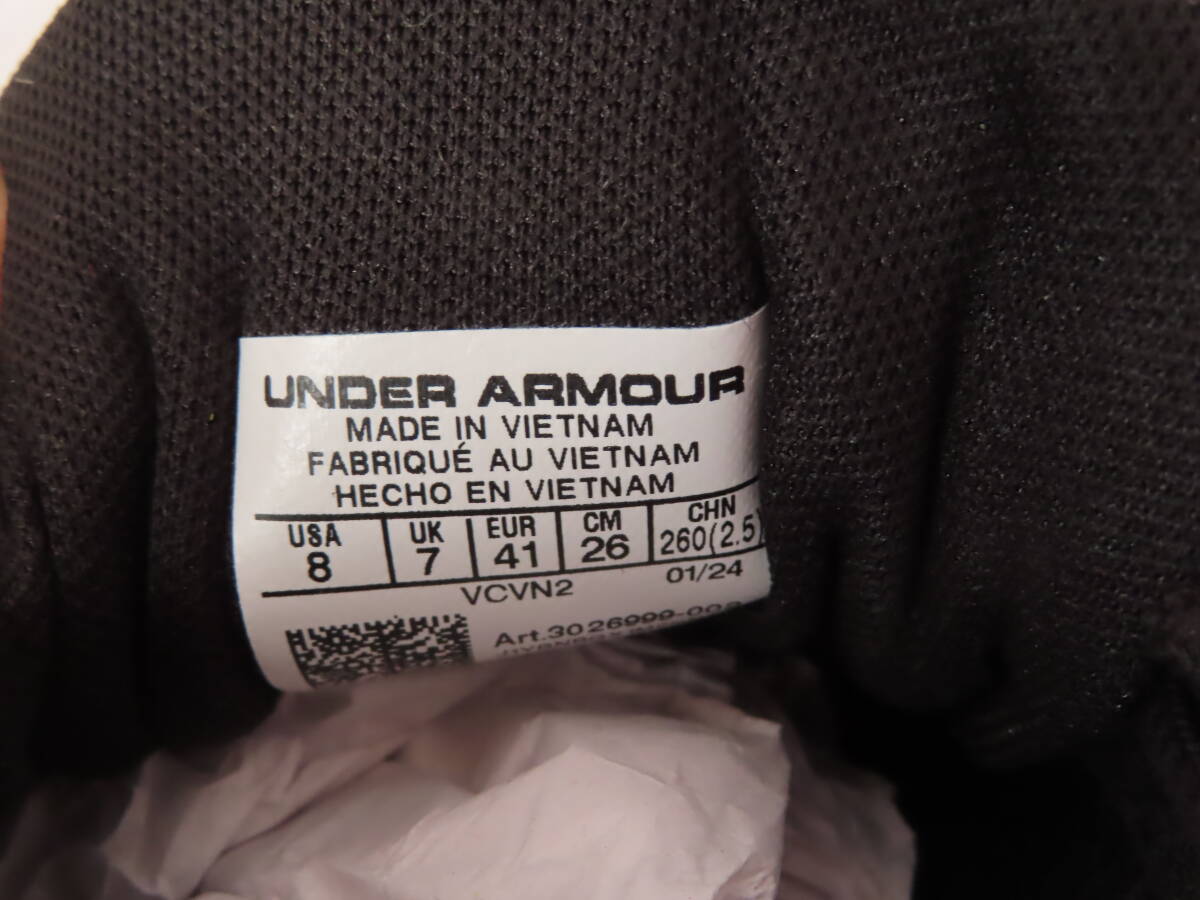 UNDER ARMOUR
MADE IN VIETNAM
FABRIQUÉ AU VIETNAM
HECHO EN VIETNAM
USA UK EUR CM CHN
8 7 41 26 260(2.5)
VCVN2 01/24